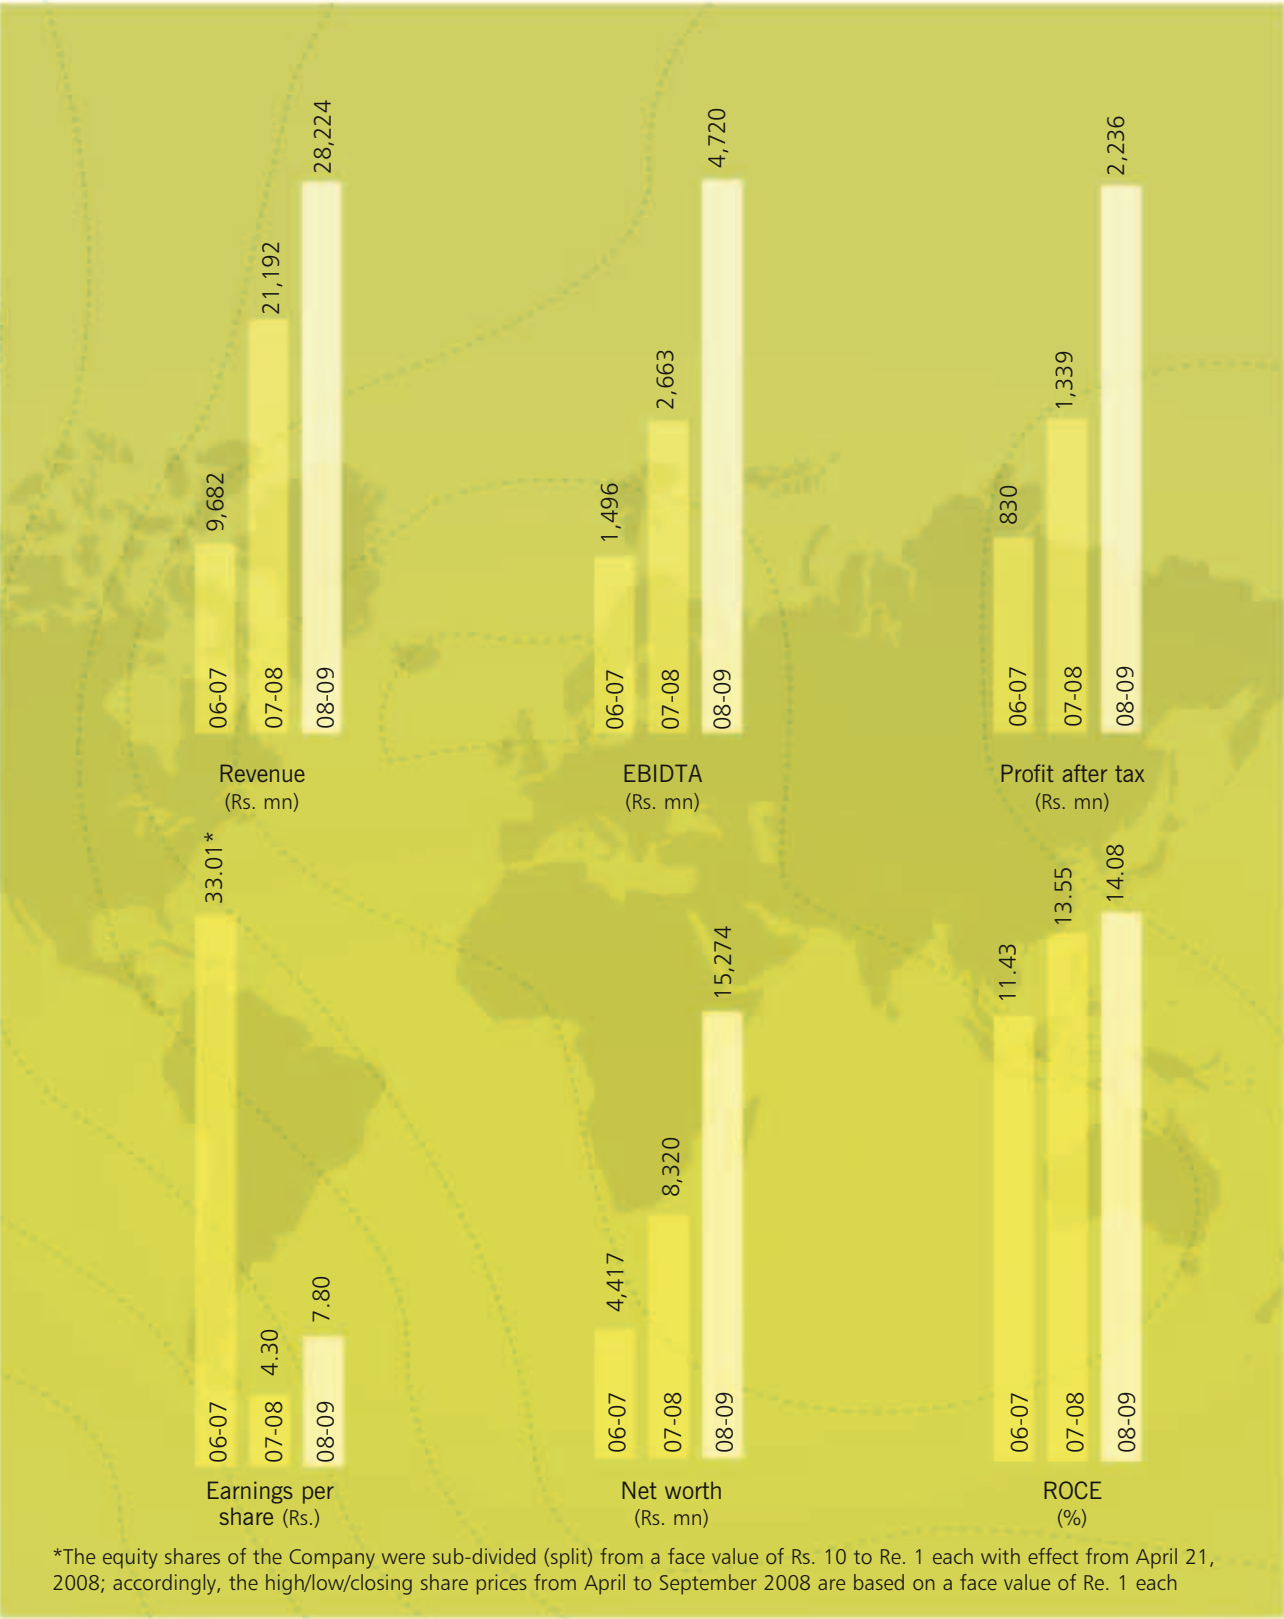 9,682
21,192
28,224
06-07
07-08
08-09
Revenue
(Rs. mn)
1,496
2,663
4,720
06-07
07-08
08-09
EBIDTA
(Rs. mn)
830
1,339
2,236
06-07
07-08
08-09
Profit after tax
(Rs. mn)
33.01*
4.30
7.80
06-07
07-08
08-09
Earnings per
share (Rs.)
4,417
8,320
15,274
06-07
07-08
08-09
Net worth
(Rs. mn)
11.43
13.55
14.08
06-07
07-08
08-09
ROCE
(%)
*The equity shares of the Company were sub-divided (split) from a face value of Rs. 10 to Re. 1 each with effect from April 21,
2008; accordingly, the high/low/closing share prices from April to September 2008 are based on a face value of Re. 1 each